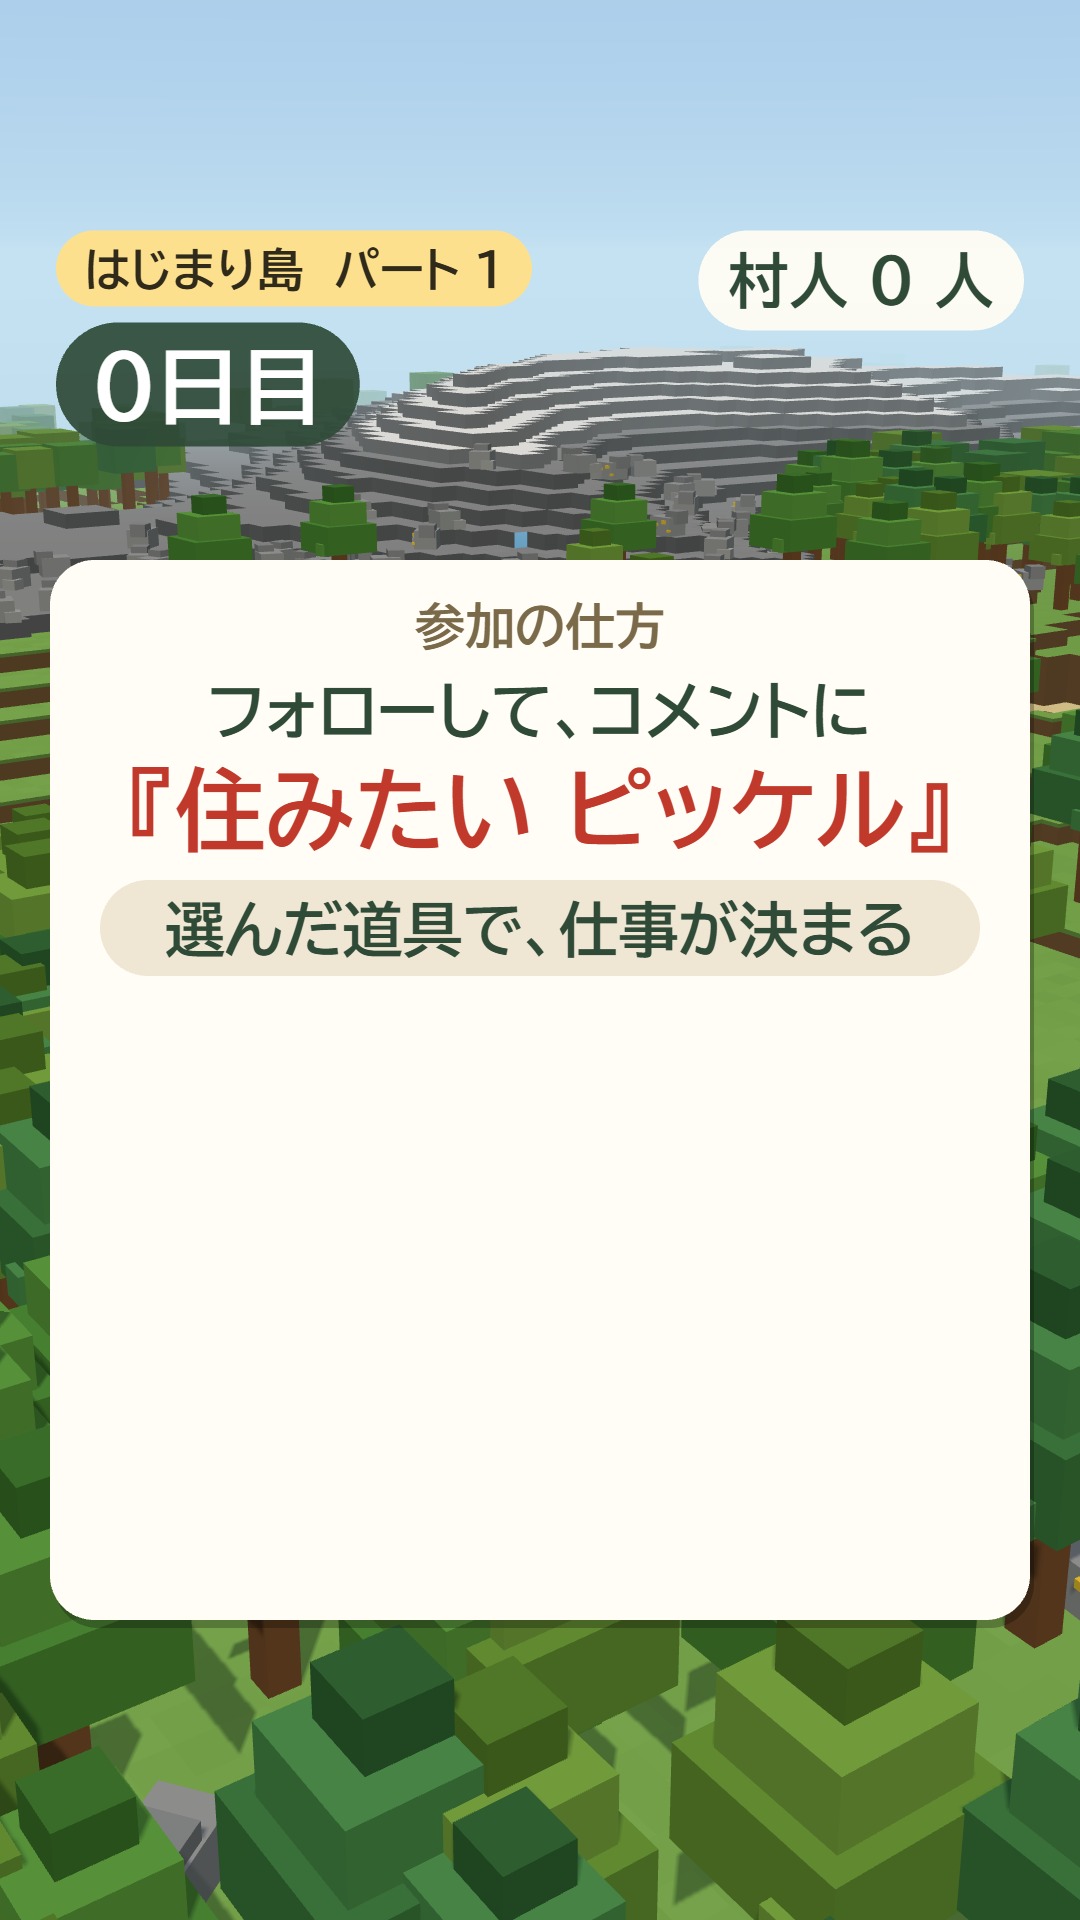 はじまり島 パート 1
村人 0 人
0日目
参加の仕方
フォローして、コメントに
『住みたい ピッケル』
選んだ道具で、仕事が決まる